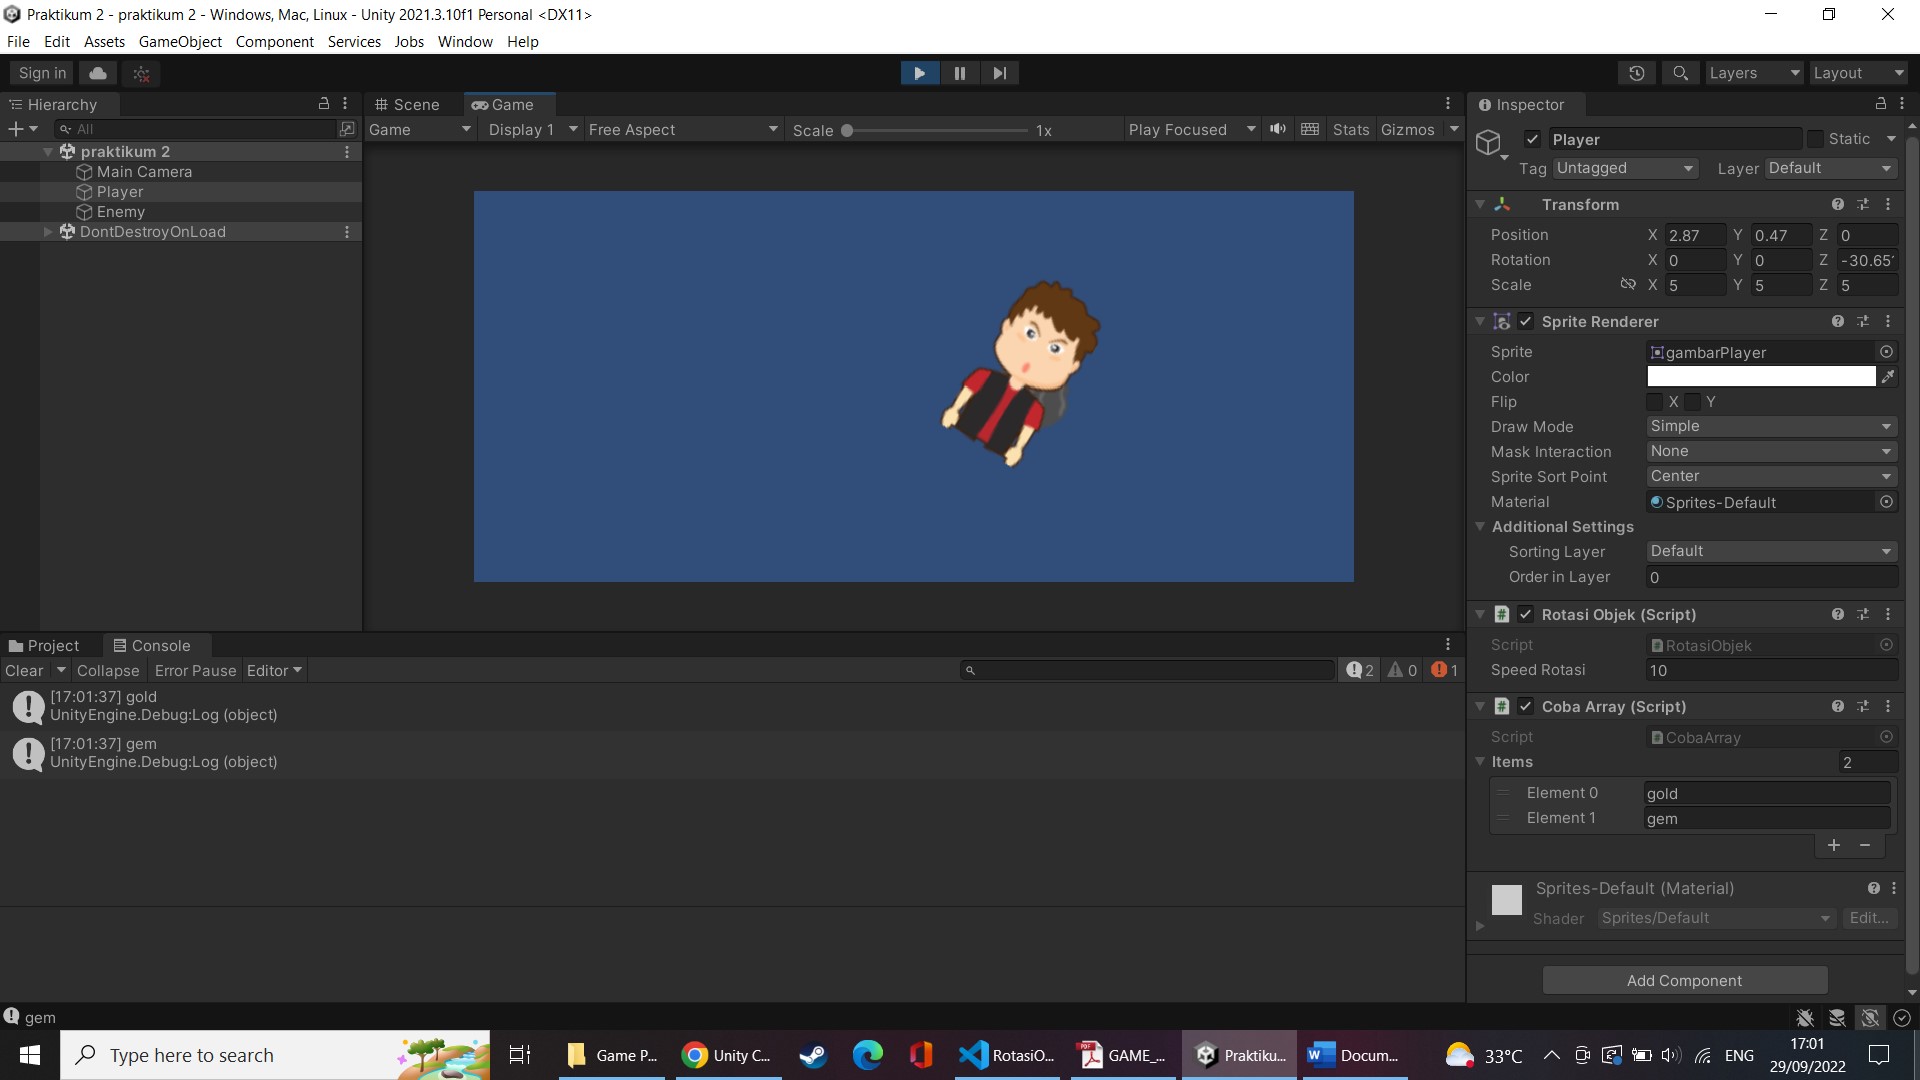 Praktikum 2 - praktikum 2 - Windows, Mac, Linux - Unity 2021.3.10f1 Personal <DX11>
File Edit Assets GameObject Component Services Jobs Window Help
Sign in Layers Layout
Hierarchy Scene Game Inspector
All Game Display 1 Free Aspect Scale 1x Play Focused Stats Gizmos
Player Static
praktikum 2
Main Camera
Player
Enemy
DontDestroyOnLoad
Tag Untagged Layer Default
Transform
Position X 2.87 Y 0.47 Z 0
Rotation X 0 Y 0 Z -30.65
Scale X 5 Y 5 Z 5
Sprite Renderer
Sprite gambarPlayer
Color
Flip X Y
Draw Mode Simple
Mask Interaction None
Sprite Sort Point Center
Material Sprites-Default
Additional Settings
Sorting Layer Default
Order in Layer 0
Rotasi Objek (Script)
Script RotasiObjek
Speed Rotasi 10
Coba Array (Script)
Script CobaArray
Items 2
Element 0 gold
Element 1 gem
+ −
Sprites-Default (Material)
Shader Sprites/Default Edit...
Add Component
Project Console
Clear Collapse Error Pause Editor 2 0 1
[17:01:37] gold
UnityEngine.Debug:Log (object)
[17:01:37] gem
UnityEngine.Debug:Log (object)
gem
Type here to search Game P... Unity C... RotasiO... GAME_... Praktiku... Docum... 33°C ENG
17:01
29/09/2022